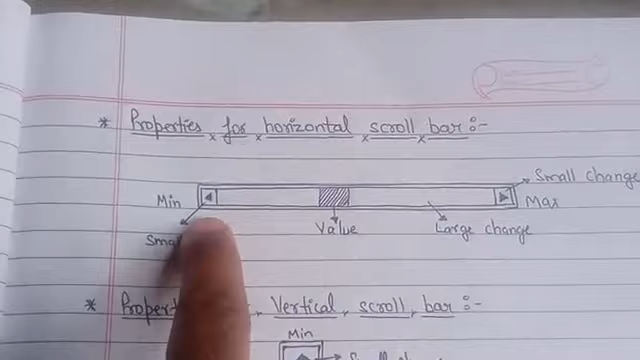 * Properties for horizontal scroll bar :-
Small change
Min
Max
Value
Large change
* Vertical scroll bar :-
Min